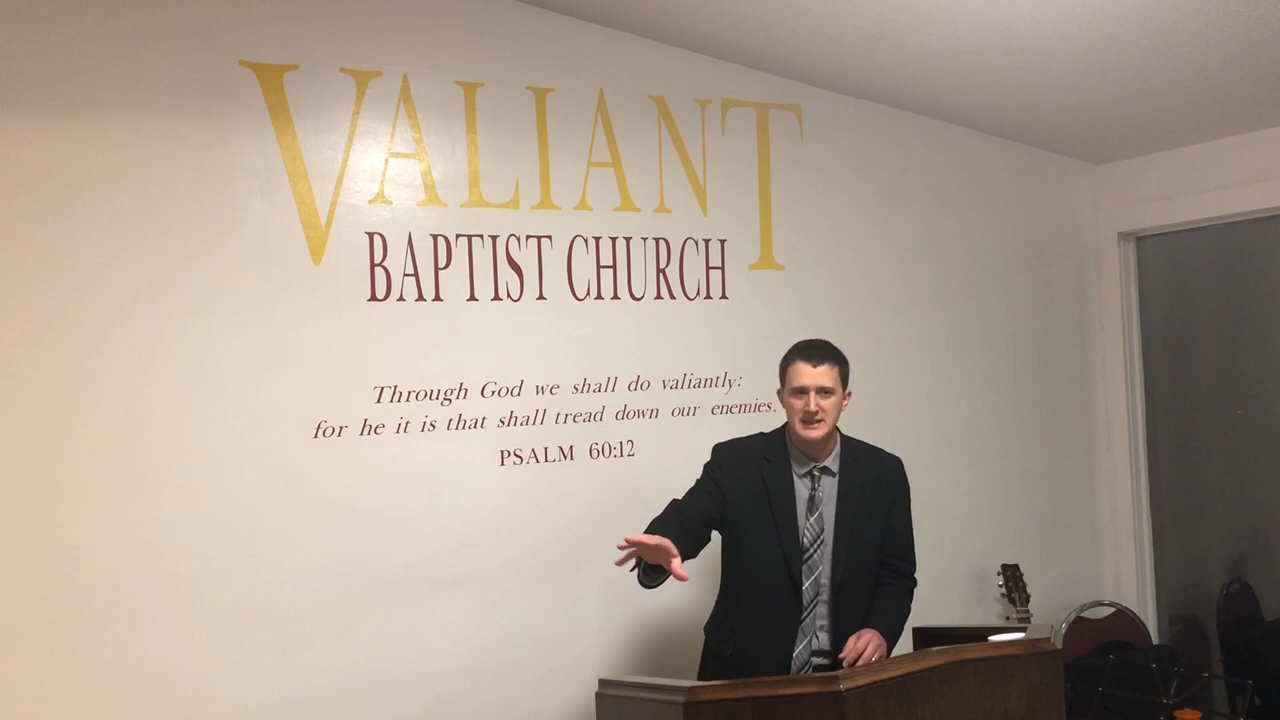 VALIANT
BAPTIST CHURCH
Through God we shall do valiantly:
for he it is that shall tread down our enemies.
PSALM 60:12